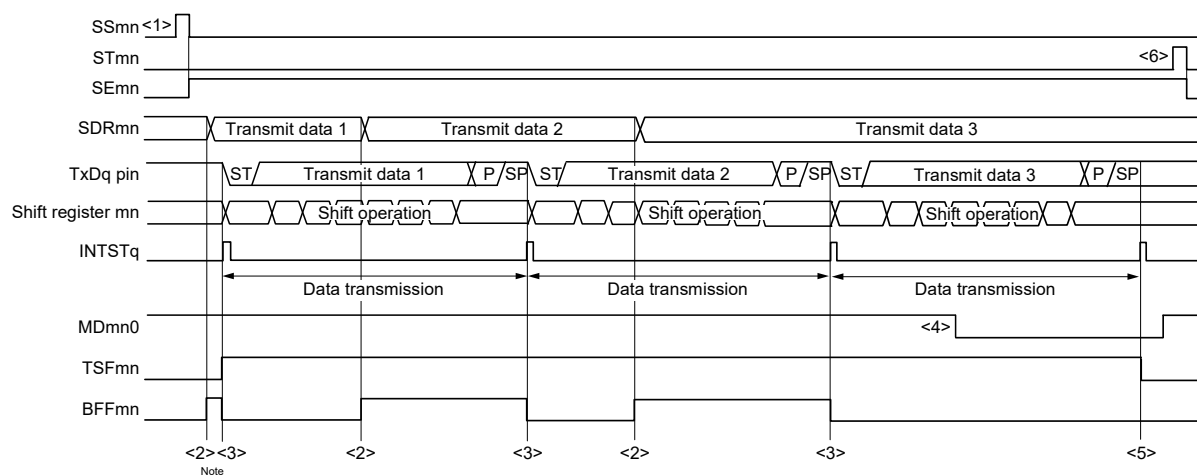 SSmn
<1>
STmn
<6>
SEmn
SDRmn Transmit data 1 Transmit data 2 Transmit data 3
TxDq pin ST Transmit data 1 P SP ST Transmit data 2 P SP ST Transmit data 3 P SP
Shift register mn Shift operation Shift operation Shift operation
INTSTq
Data transmission Data transmission Data transmission
MDmn0 <4>
TSFmn
BFFmn
<2> <3> <2> <3> <2> <3> <5>
Note